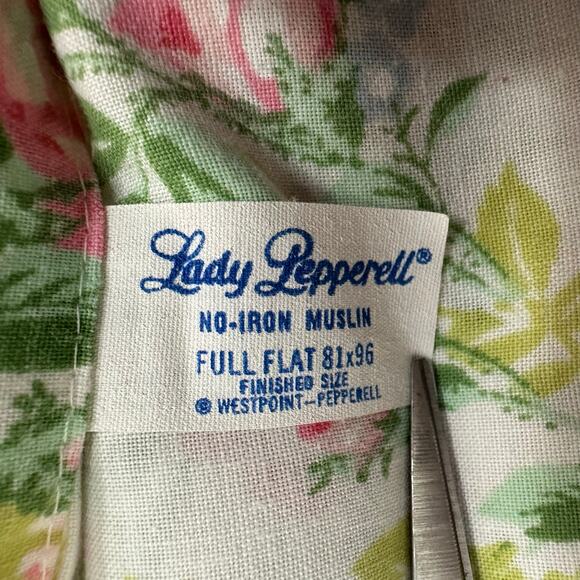 Lady Pepperell®
NO-IRON MUSLIN
FULL FLAT 81x96
FINISHED SIZE
® WESTPOINT-PEPPERELL